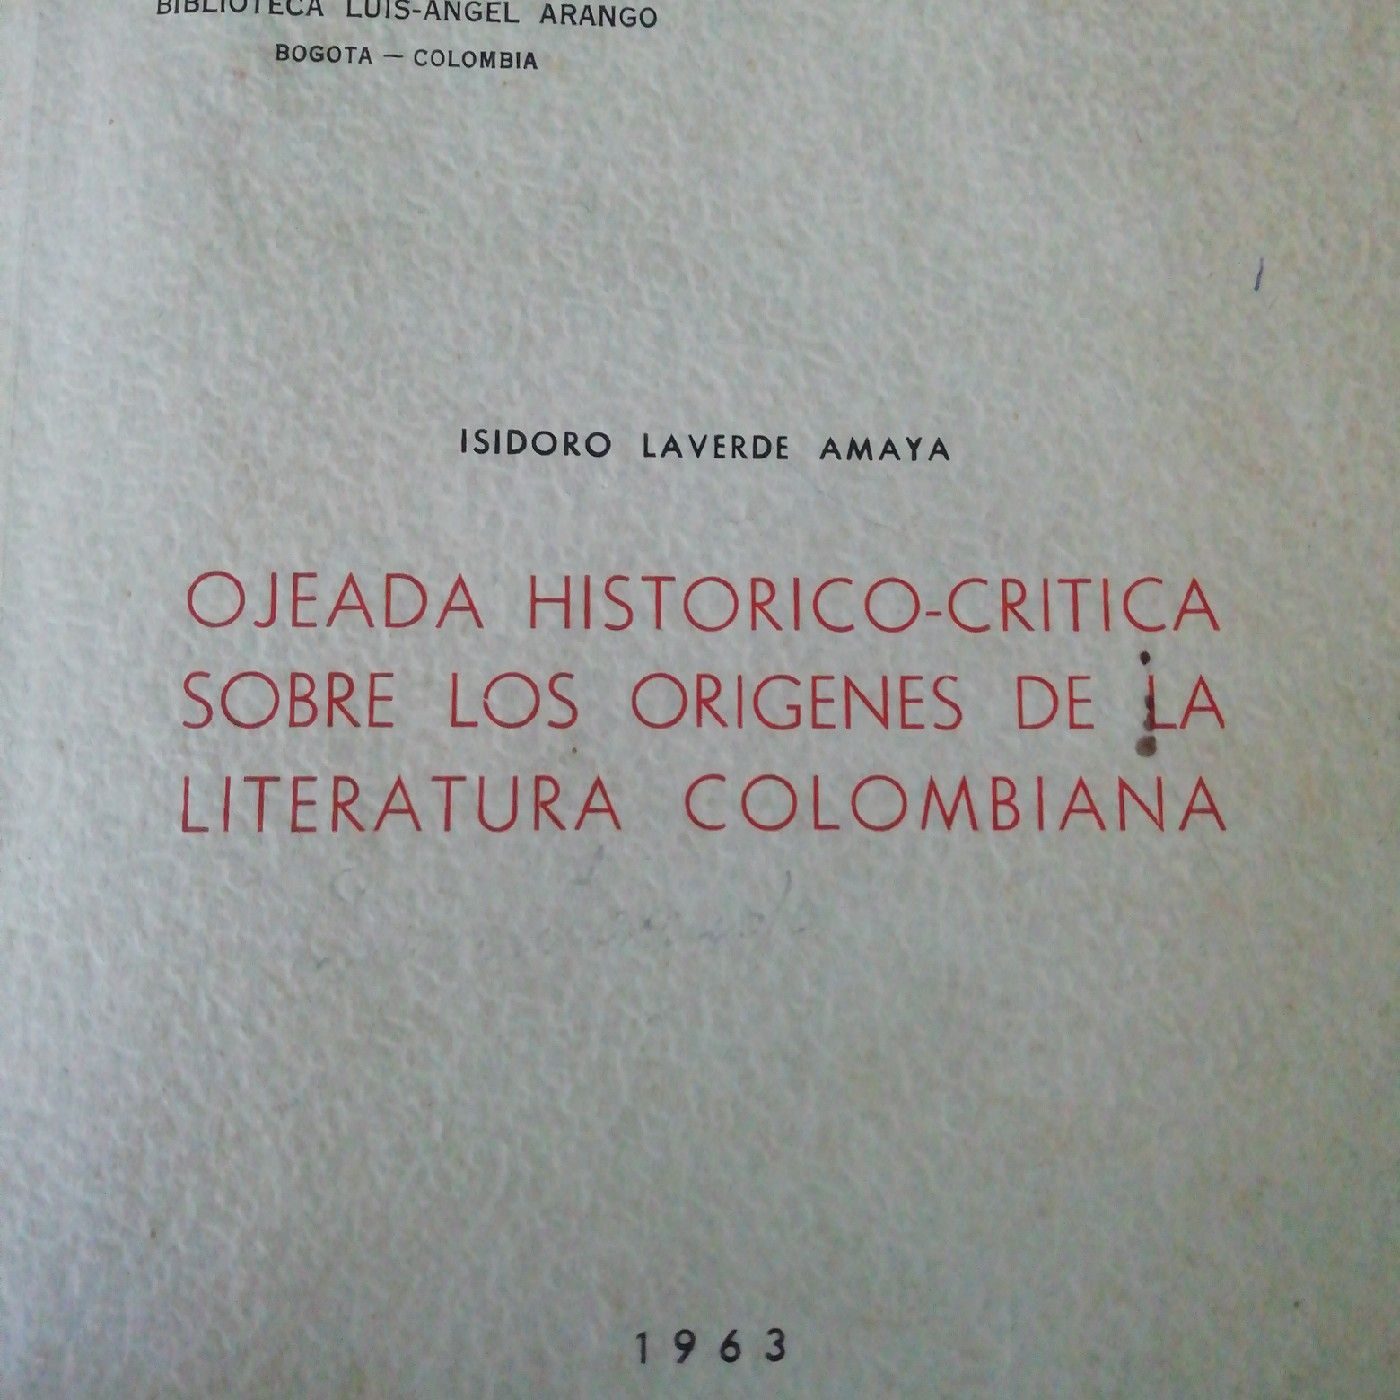 BIBLIOTECA LUIS-ANGEL ARANGO
BOGOTA — COLOMBIA
ISIDORO LAVERDE AMAYA
OJEADA HISTORICO-CRITICA
SOBRE LOS ORIGENES DE LA
LITERATURA COLOMBIANA
1963